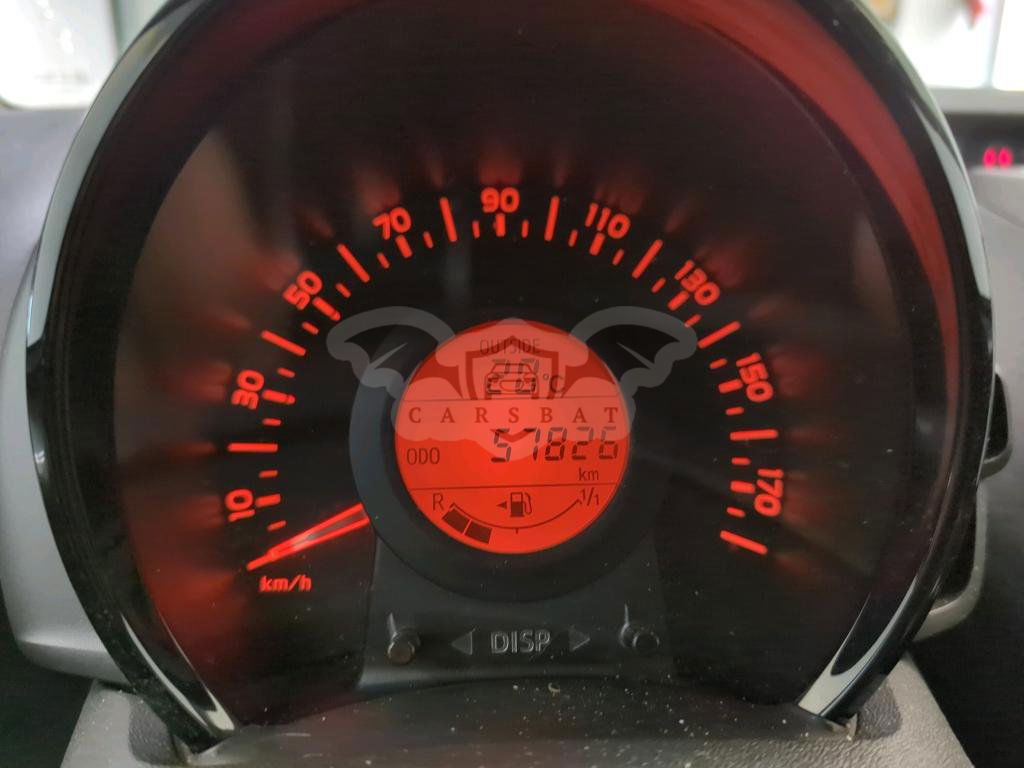 10
30
50
70
90
110
130
150
170
km/h
OUTSIDE
°C
CARSBAT
ODO 57826
km
R 1/1
◄ DISP ►